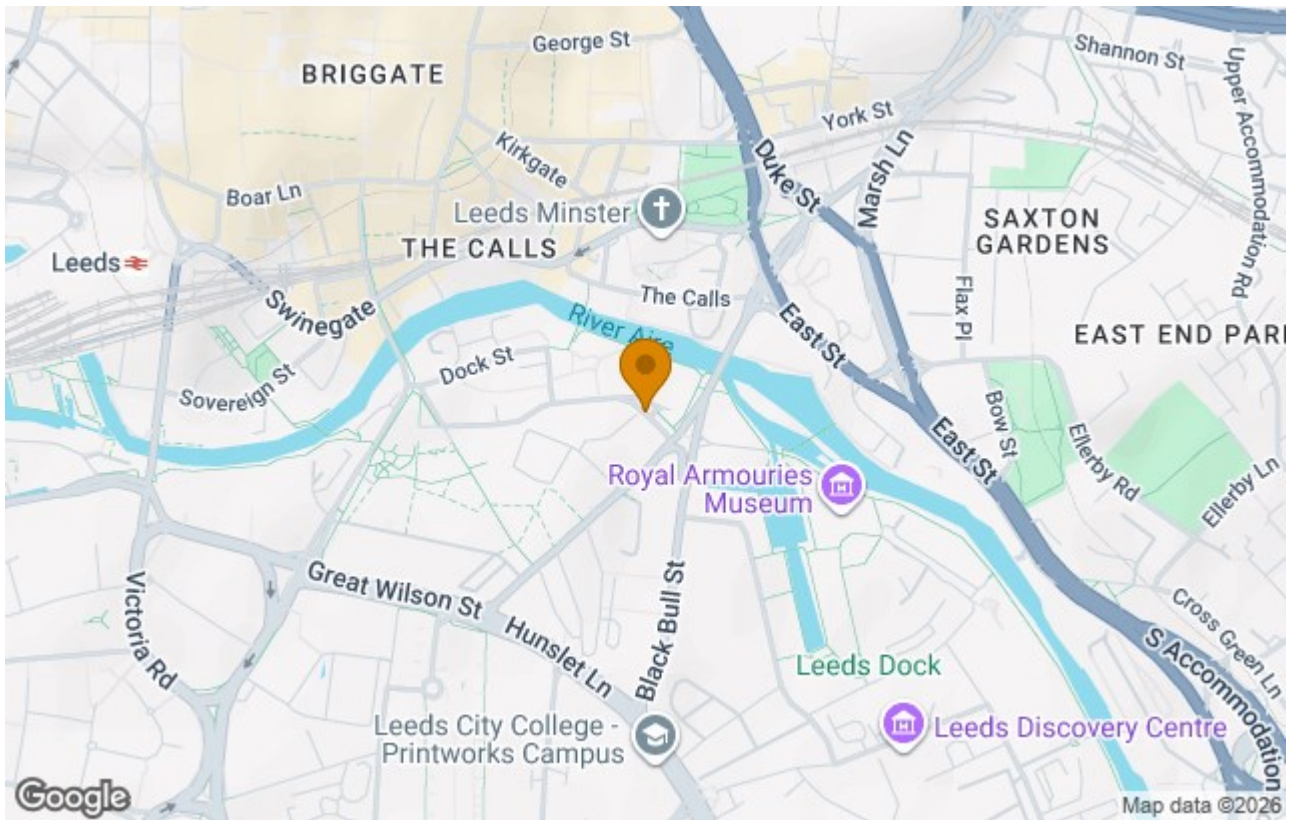 George St
Shannon St
BRIGGATE
Upper Accommodation Rd
York St
Kirkgate
Duke St
Marsh Ln
Boar Ln
Leeds Minster
SAXTON
GARDENS
THE CALLS
Leeds
Swinegate
The Calls
Flax Pl
River Aire
East St
EAST END PAR
Dock St
Sovereign St
Bow St
East St
Ellerby Rd
Ellerby Ln
Royal Armouries
Museum
Great Wilson St
Victoria Rd
Hunslet Ln
Black Bull St
Cross Green Ln
S Accommodation
Leeds Dock
Leeds City College -
Printworks Campus
Leeds Discovery Centre
Google
Map data ©2026